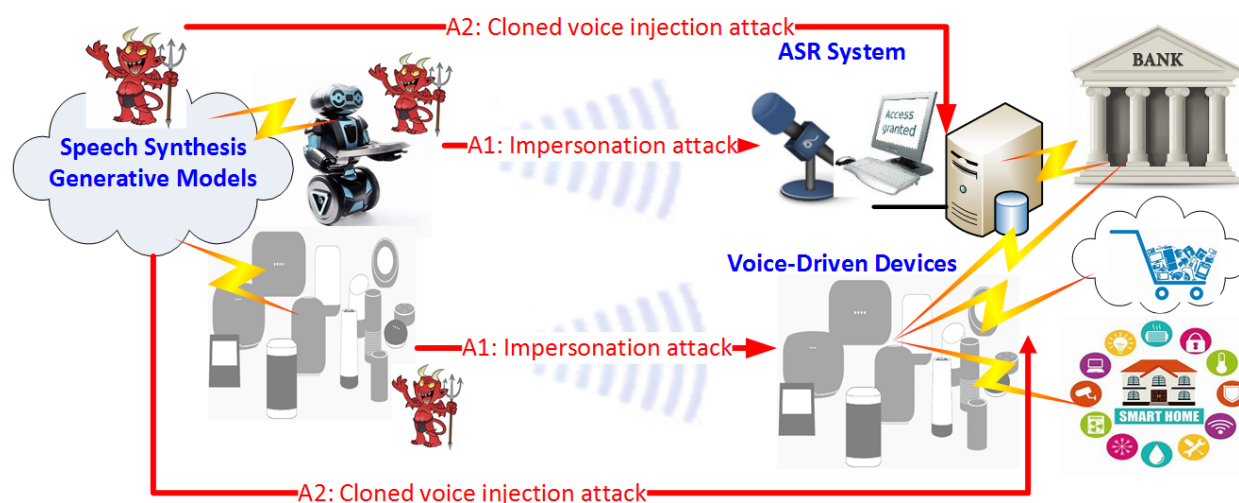 A2: Cloned voice injection attack
ASR System
BANK
Access
granted
Speech Synthesis
Generative Models
A1: Impersonation attack
Voice-Driven Devices
A1: Impersonation attack
SMART HOME
A2: Cloned voice injection attack